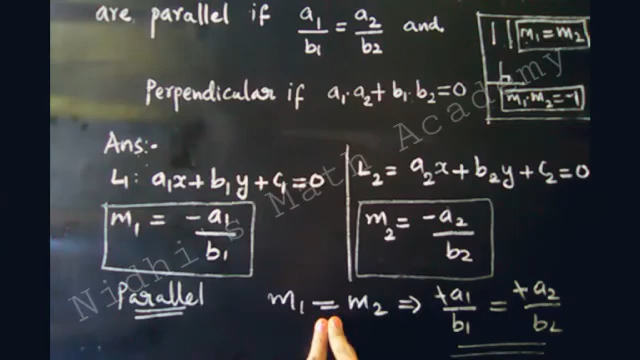 are parallel if a₁/b₁ = a₂/b₂ and
|| m₁ = m₂
Perpendicular if a₁·a₂ + b₁·b₂ = 0
m₁·m₂ = -1
Ans:-
L₁: a₁x + b₁y + c₁ = 0
L₂ = a₂x + b₂y + c₂ = 0
m₁ = -a₁/b₁
m₂ = -a₂/b₂
Parallel m₁ = m₂ ⇒ +a₁/b₁ = +a₂/b₂
Nidhi's Math Academy